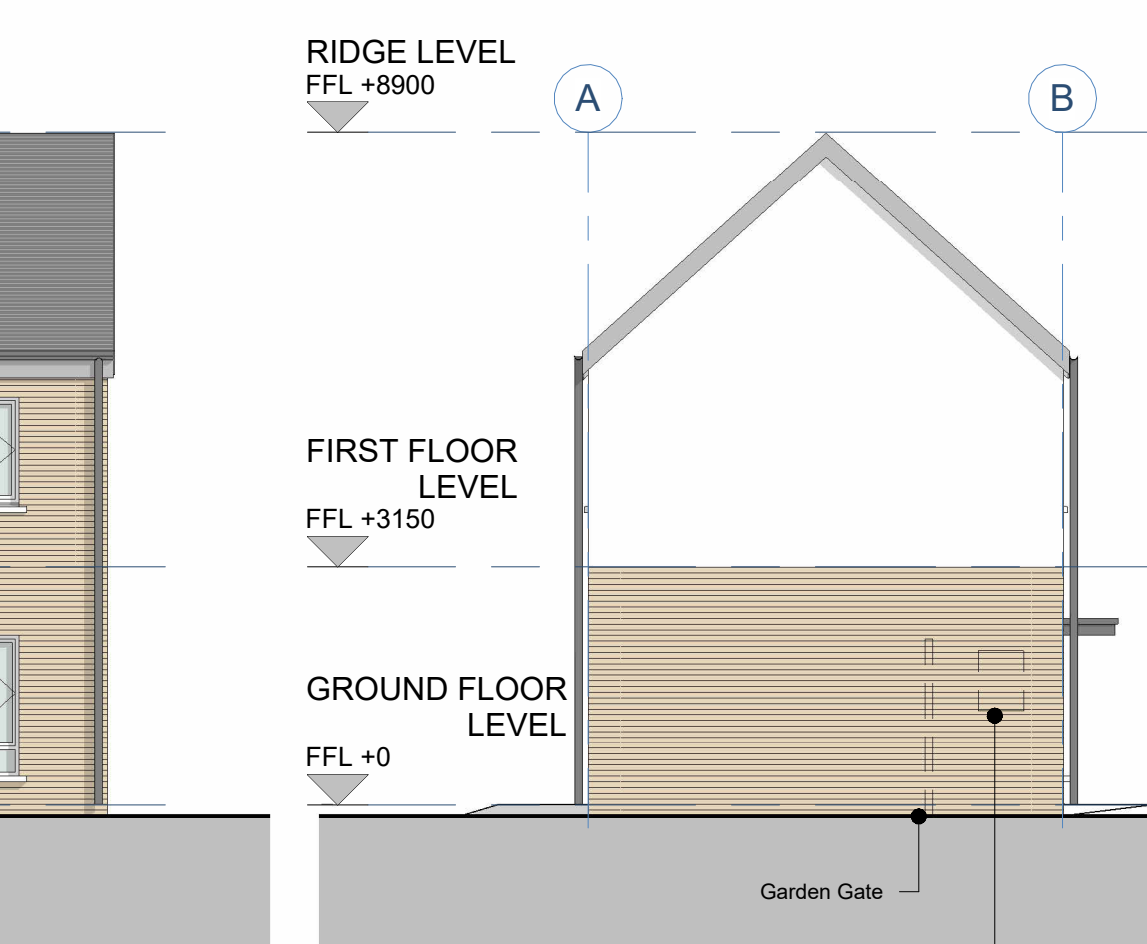 RIDGE LEVEL
FFL +8900
A
B
FIRST FLOOR
LEVEL
FFL +3150
GROUND FLOOR
LEVEL
FFL +0
Garden Gate